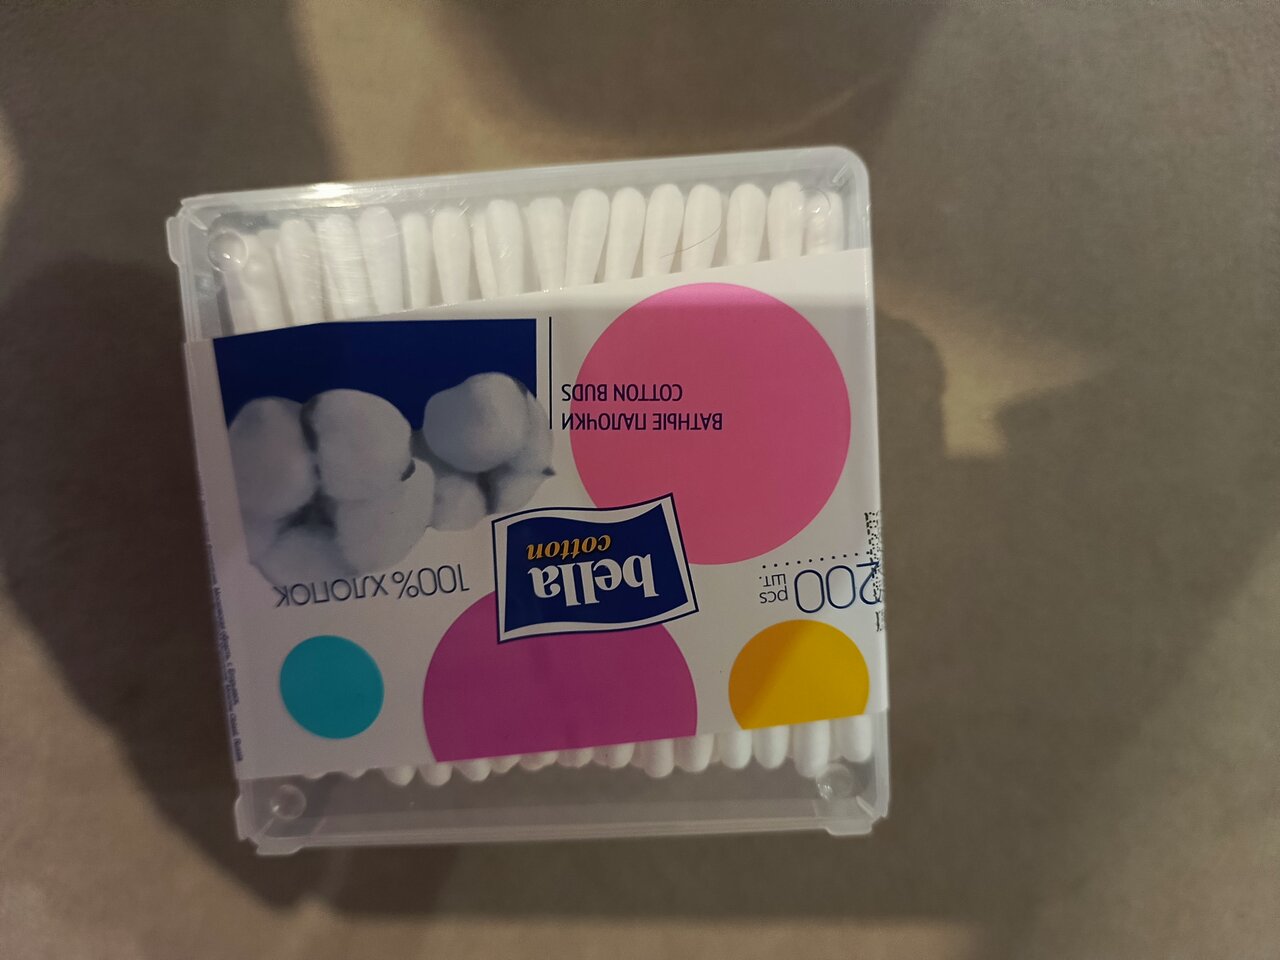 200 pcs
шт.
100% ХЛОПОК
bella
cotton
ВАТНЫЕ ПАЛОЧКИ
COTTON BUDS